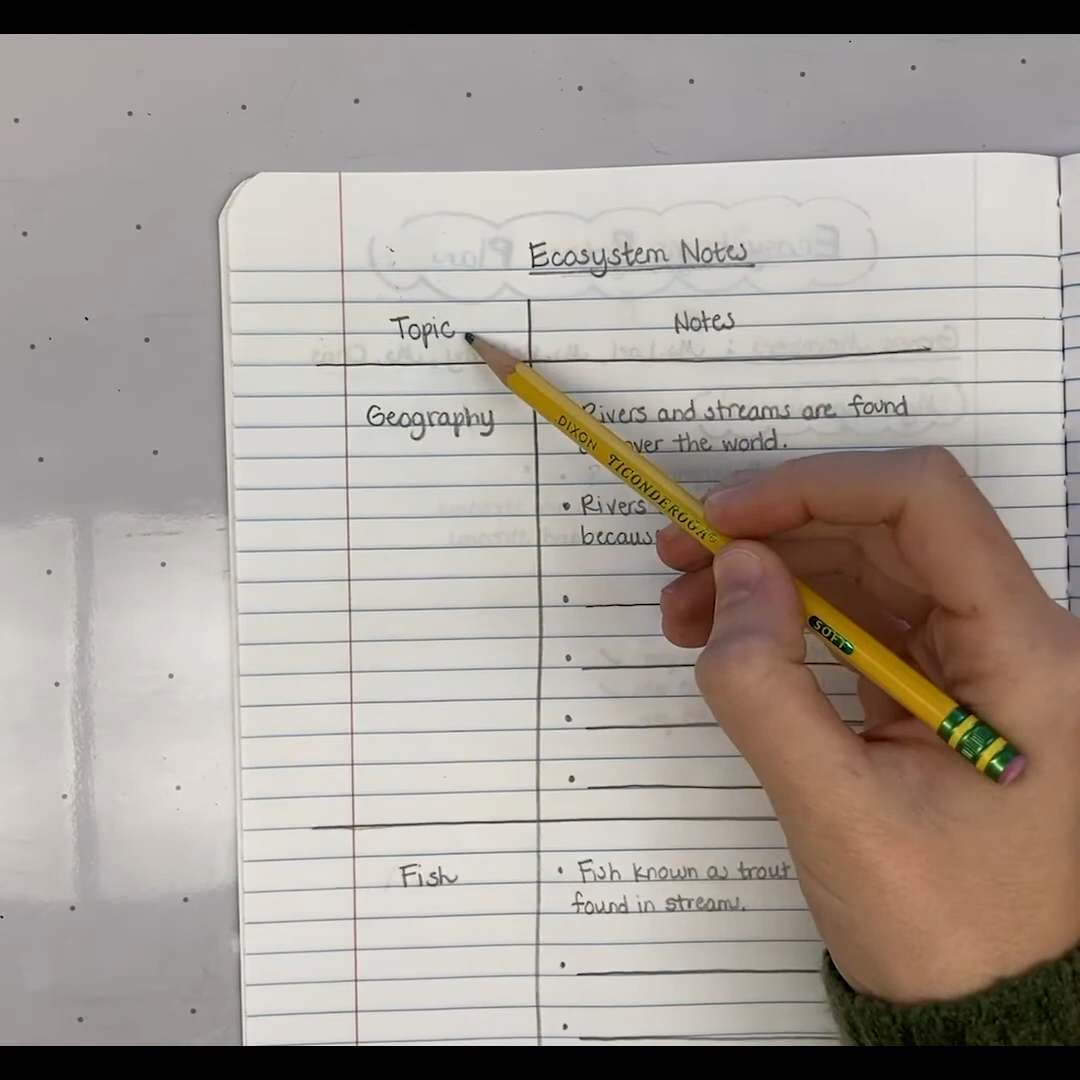 Ecosystem Notes
Topic
Notes
Geography
Rivers and streams are found
over the world.
• Rivers
because
•
•
•
•
Fish
• Fish known as trout
found in streams.
•
•
DIXON TICONDEROGA®
SOFT